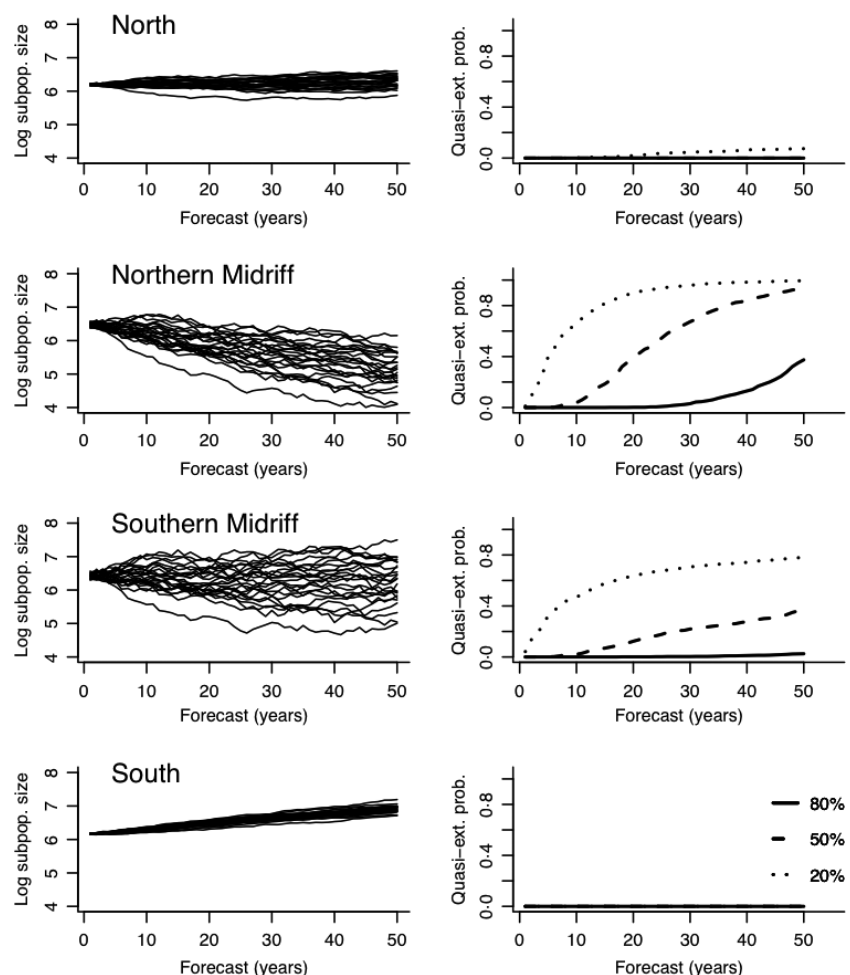 North
Log subpop. size
8
7
6
5
4
0 10 20 30 40 50
Forecast (years)
Quasi–ext. prob.
0·8
0·4
0·0
0 10 20 30 40 50
Forecast (years)
Northern Midriff
Log subpop. size
8
7
6
5
4
0 10 20 30 40 50
Forecast (years)
Quasi–ext. prob.
0·8
0·4
0·0
0 10 20 30 40 50
Forecast (years)
Southern Midriff
Log subpop. size
8
7
6
5
4
0 10 20 30 40 50
Forecast (years)
Quasi–ext. prob.
0·8
0·4
0·0
0 10 20 30 40 50
Forecast (years)
South
Log subpop. size
8
7
6
5
4
0 10 20 30 40 50
Forecast (years)
Quasi–ext. prob.
0·8
0·4
0·0
0 10 20 30 40 50
Forecast (years)
80%
50%
20%